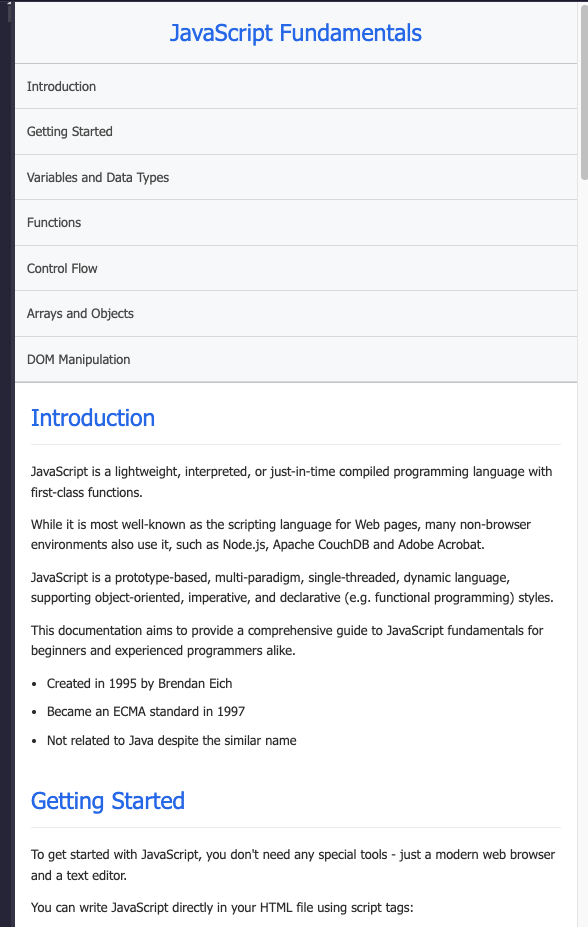 JavaScript Fundamentals
Introduction
Getting Started
Variables and Data Types
Functions
Control Flow
Arrays and Objects
DOM Manipulation
Introduction
JavaScript is a lightweight, interpreted, or just-in-time compiled programming language with
first-class functions.
While it is most well-known as the scripting language for Web pages, many non-browser
environments also use it, such as Node.js, Apache CouchDB and Adobe Acrobat.
JavaScript is a prototype-based, multi-paradigm, single-threaded, dynamic language,
supporting object-oriented, imperative, and declarative (e.g. functional programming) styles.
This documentation aims to provide a comprehensive guide to JavaScript fundamentals for
beginners and experienced programmers alike.
• Created in 1995 by Brendan Eich
• Became an ECMA standard in 1997
• Not related to Java despite the similar name
Getting Started
To get started with JavaScript, you don't need any special tools - just a modern web browser
and a text editor.
You can write JavaScript directly in your HTML file using script tags: